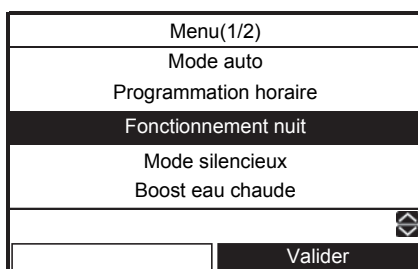 Menu(1/2)
Mode auto
Programmation horaire
Fonctionnement nuit
Mode silencieux
Boost eau chaude
Valider